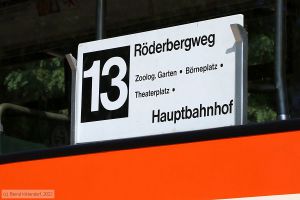 13
Röderbergweg
Zoolog. Garten • Börneplatz •
Theaterplatz •
Hauptbahnhof